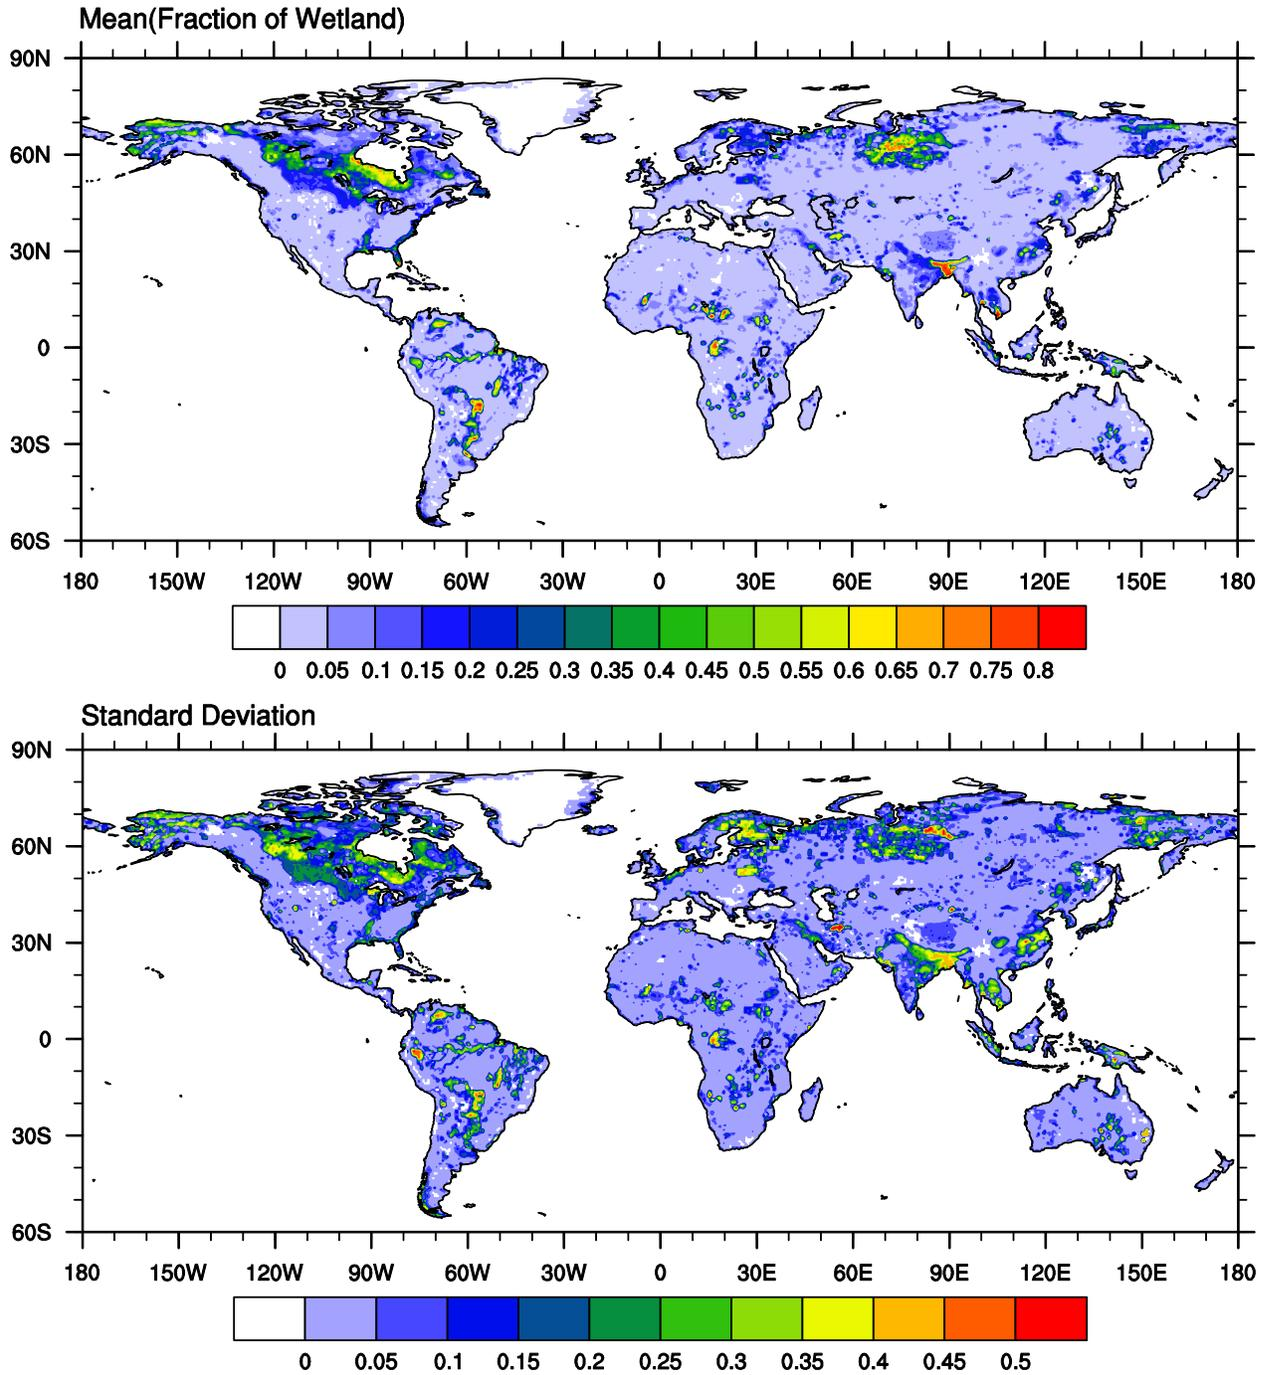 Mean(Fraction of Wetland)
90N
60N
30N
0
30S
60S
180 150W 120W 90W 60W 30W 0 30E 60E 90E 120E 150E 180
0 0.05 0.1 0.15 0.2 0.25 0.3 0.35 0.4 0.45 0.5 0.55 0.6 0.65 0.7 0.75 0.8
Standard Deviation
90N
60N
30N
0
30S
60S
180 150W 120W 90W 60W 30W 0 30E 60E 90E 120E 150E 180
0 0.05 0.1 0.15 0.2 0.25 0.3 0.35 0.4 0.45 0.5